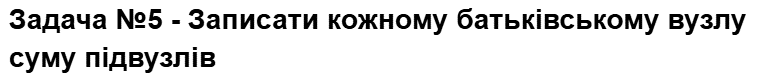 Задача №5 - Записати кожному батьківському вузлу
суму підвузлів